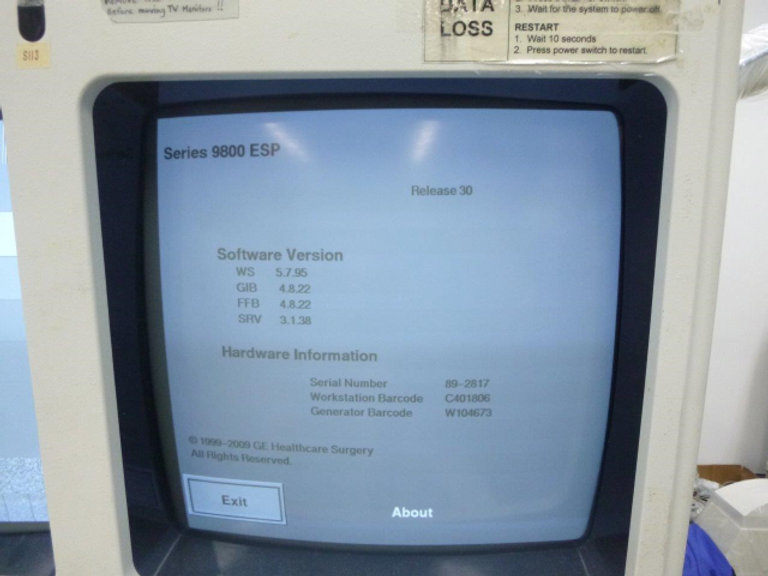 Before moving TV Monitors !!
S113
DATA
LOSS
3. Wait for the system to power off.
RESTART
1. Wait 10 seconds
2. Press power switch to restart.
Series 9800 ESP
Release 30
Software Version
WS 5.7.95
GIB 4.8.22
FFB 4.8.22
SRV 3.1.38
Hardware Information
Serial Number 89-2817
Workstation Barcode C401806
Generator Barcode W104673
© 1999-2009 GE Healthcare Surgery
All Rights Reserved.
Exit
About